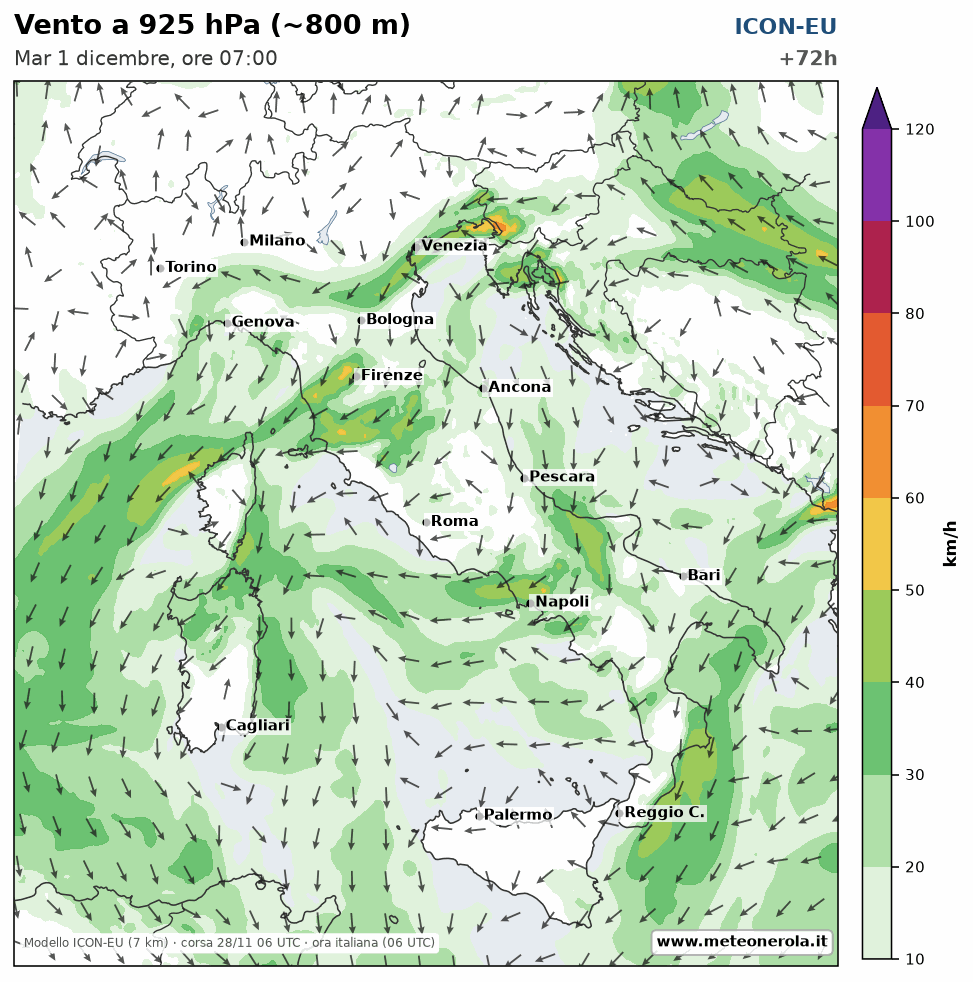 Vento a 925 hPa (~800 m)
ICON-EU
Mar 1 dicembre, ore 07:00
+72h
Milano
Venezia
Torino
Genova
Bologna
Firenze
Ancona
Pescara
Roma
Bari
Napoli
Cagliari
Palermo
Reggio C.
120
100
80
70
60
50
40
30
20
10
km/h
Modello ICON-EU (7 km) · corsa 28/11 06 UTC · ora italiana (06 UTC)
www.meteonerola.it